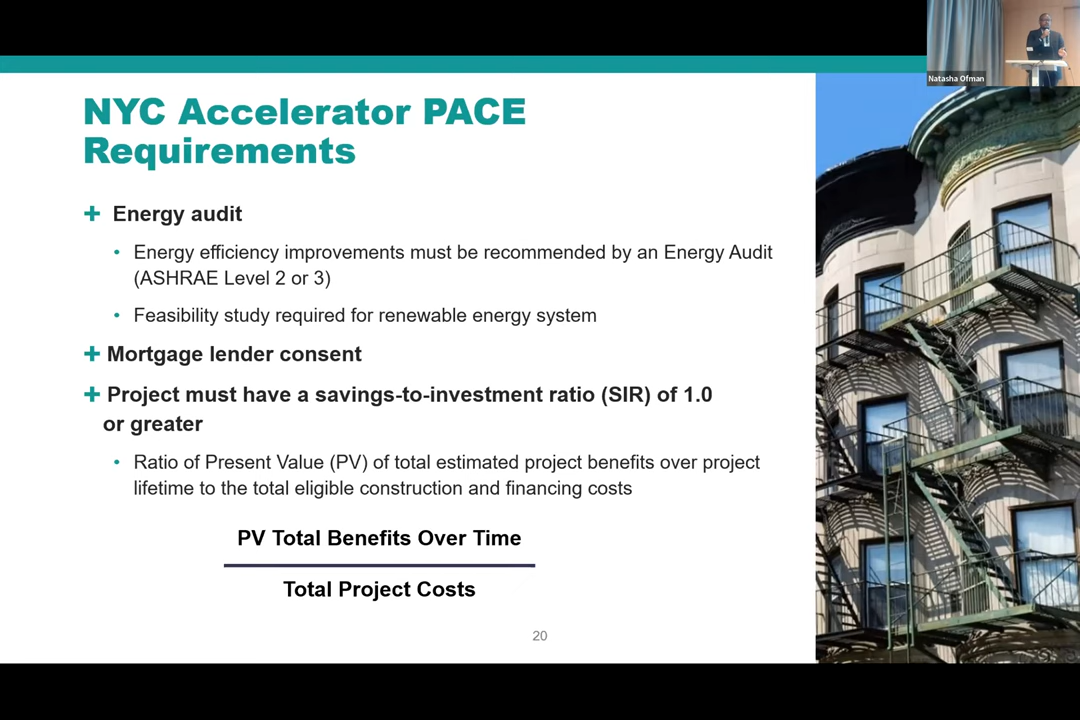 Natasha Ofman
NYC Accelerator PACE
Requirements
+ Energy audit
• Energy efficiency improvements must be recommended by an Energy Audit
(ASHRAE Level 2 or 3)
• Feasibility study required for renewable energy system
+ Mortgage lender consent
+ Project must have a savings-to-investment ratio (SIR) of 1.0
or greater
• Ratio of Present Value (PV) of total estimated project benefits over project
lifetime to the total eligible construction and financing costs
PV Total Benefits Over Time
Total Project Costs
20